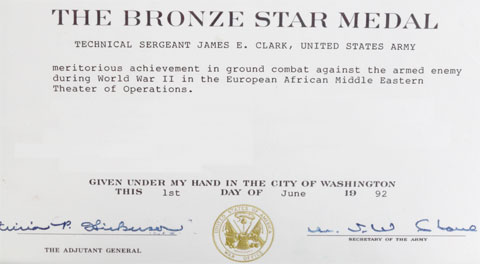 THE BRONZE STAR MEDAL
TECHNICAL SERGEANT JAMES E. CLARK, UNITED STATES ARMY
meritorious achievement in ground combat against the armed enemy
during World War II in the European African Middle Eastern
Theater of Operations.
GIVEN UNDER MY HAND IN THE CITY OF WASHINGTON
THIS 1st DAY OF June 19 92
THE ADJUTANT GENERAL
SECRETARY OF THE ARMY